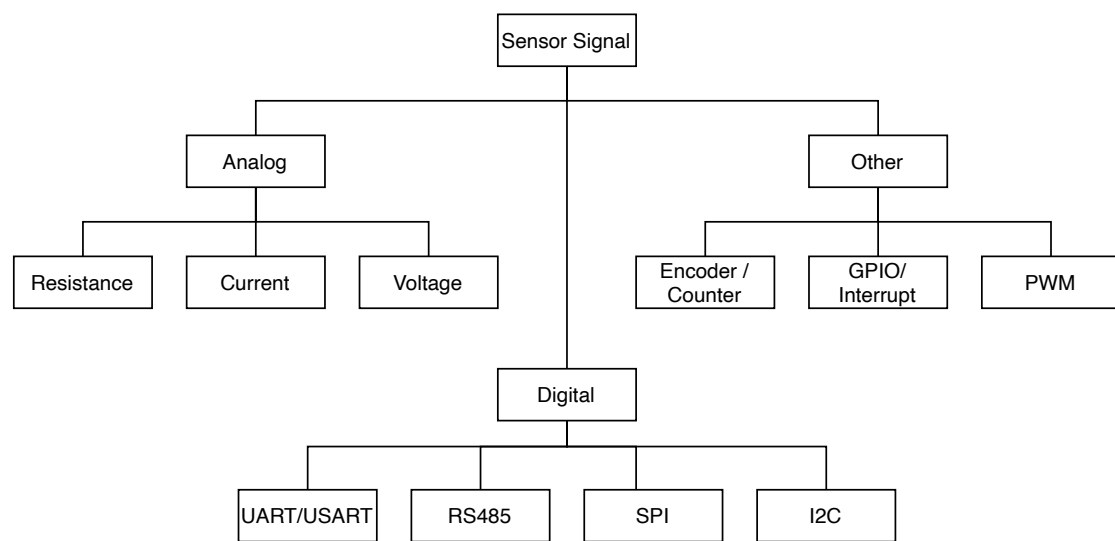 Sensor Signal
Analog
Other
Resistance
Current
Voltage
Encoder /
Counter
GPIO/
Interrupt
PWM
Digital
UART/USART
RS485
SPI
I2C